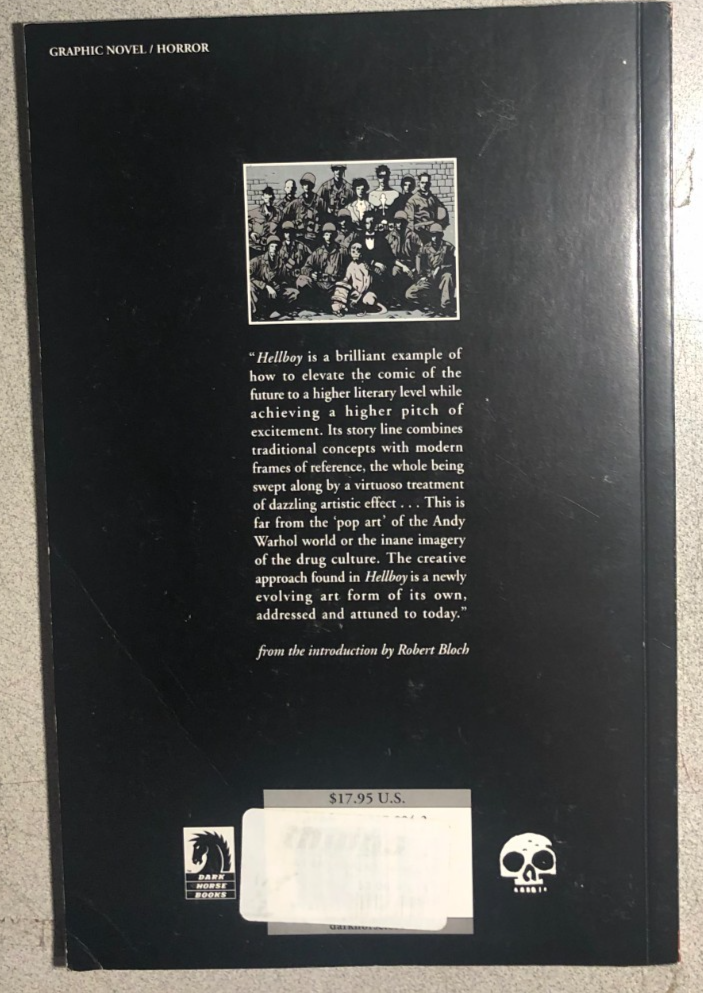 GRAPHIC NOVEL / HORROR
“Hellboy is a brilliant example of
how to elevate the comic of the
future to a higher literary level while
achieving a higher pitch of
excitement. Its story line combines
traditional concepts with modern
frames of reference, the whole being
swept along by a virtuoso treatment
of dazzling artistic effect . . . This is
far from the ‘pop art’ of the Andy
Warhol world or the inane imagery
of the drug culture. The creative
approach found in Hellboy is a newly
evolving art form of its own,
addressed and attuned to today.”
from the introduction by Robert Bloch
$17.95 U.S.
DARK
HORSE
BOOKS